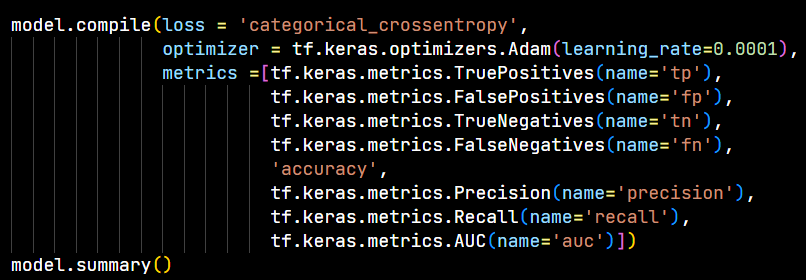 model.compile(loss = 'categorical_crossentropy',
optimizer = tf.keras.optimizers.Adam(learning_rate=0.0001),
metrics =[tf.keras.metrics.TruePositives(name='tp'),
tf.keras.metrics.FalsePositives(name='fp'),
tf.keras.metrics.TrueNegatives(name='tn'),
tf.keras.metrics.FalseNegatives(name='fn'),
'accuracy',
tf.keras.metrics.Precision(name='precision'),
tf.keras.metrics.Recall(name='recall'),
tf.keras.metrics.AUC(name='auc')])
model.summary()